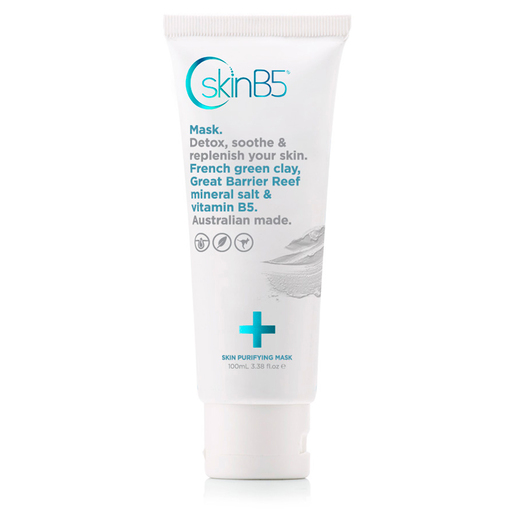 skinB5™
Mask.
Detox, soothe &
replenish your skin.
French green clay,
Great Barrier Reef
mineral salt &
vitamin B5.
Australian made.
SKIN PURIFYING MASK
100mL 3.38 fl.oz ℮